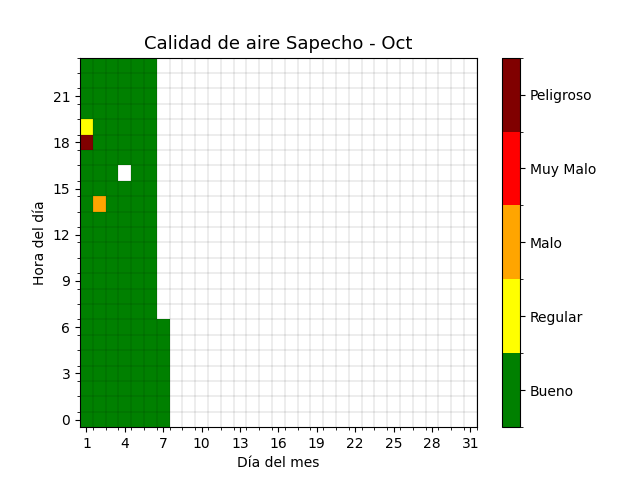 Calidad de aire Sapecho - Oct
Hora del día
21
18
15
12
9
6
3
0
1 4 7 10 13 16 19 22 25 28 31
Día del mes
Peligroso
Muy Malo
Malo
Regular
Bueno